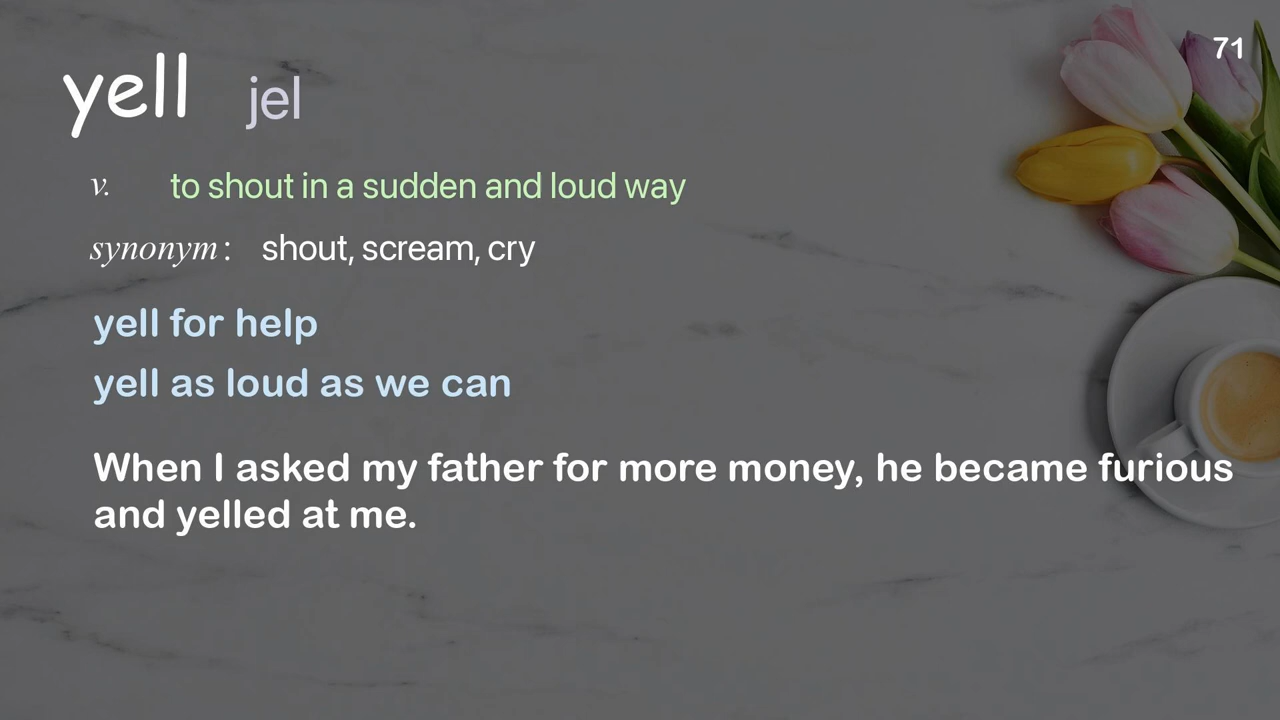 71
yell jel
v. to shout in a sudden and loud way
synonym: shout, scream, cry
yell for help
yell as loud as we can
When I asked my father for more money, he became furious
and yelled at me.